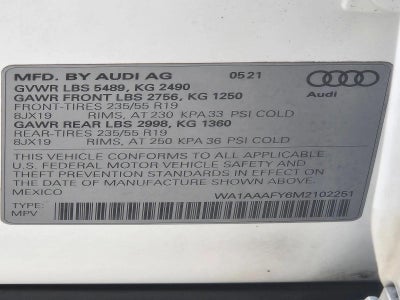 MFD. BY AUDI AG 05 21
GVWR LBS 5489, KG 2490
GAWR FRONT LBS 2756, KG 1250
FRONT-TIRES 235/55 R19
8JX19 RIMS, AT 230 KPA 33 PSI COLD
GAWR REAR LBS 2998, KG 1360
REAR-TIRES 235/55 R19
8JX19 RIMS, AT 250 KPA 36 PSI COLD
Audi
THIS VEHICLE CONFORMS TO ALL APPLICABLE
U.S. FEDERAL MOTOR VEHICLE SAFETY AND
THEFT PREVENTION STANDARDS IN EFFECT ON
THE DATE OF MANUFACTURE SHOWN ABOVE.
MEXICO WA1AAAFY6M2102251
TYPE:
MPV